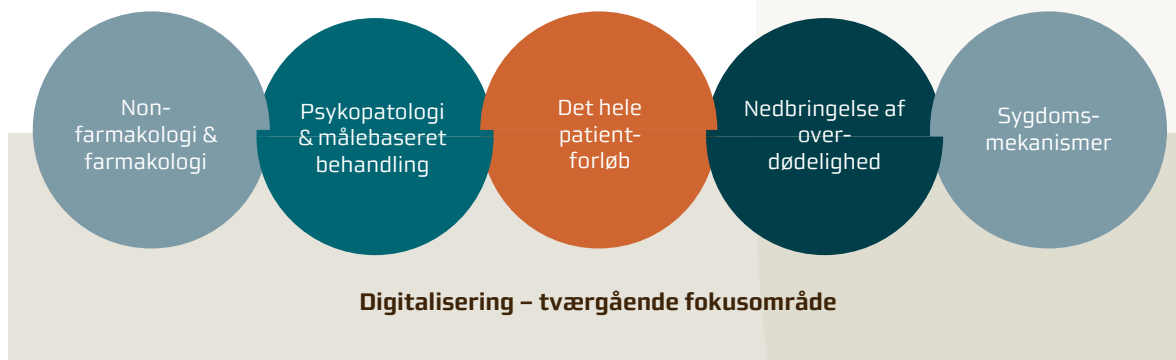 Non-
farmakologi &
farmakologi
Psykopatologi
& målebaseret
behandling
Det hele
patient-
forløb
Nedbringelse af
over-
dødelighed
Sygdoms-
mekanismer
Digitalisering – tværgående fokusområde